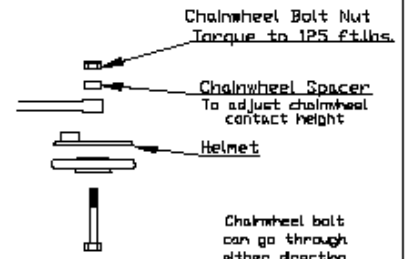 Chainwheel Bolt Nut
Torque to 125 ft.lbs.
Chainwheel Spacer
To adjust chainwheel
contact height
Helmet
Chainwheel bolt
can go through
either direction